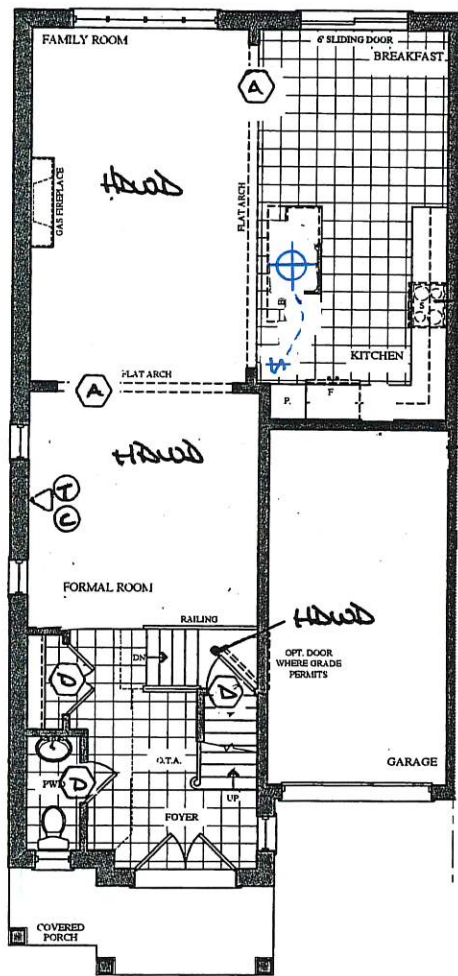 FAMILY ROOM
6' SLIDING DOOR
BREAKFAST
A
HDWD
GAS FIREPLACE
FLAT ARCH
S
KITCHEN
FLAT ARCH
A
P.
F
HDWD
T
C
FORMAL ROOM
RAILING
HDWD
DN
OPT. DOOR
WHERE GRADE
PERMITS
D
D
O.T.A.
GARAGE
PWD
D
UP
FOYER
COVERED
PORCH